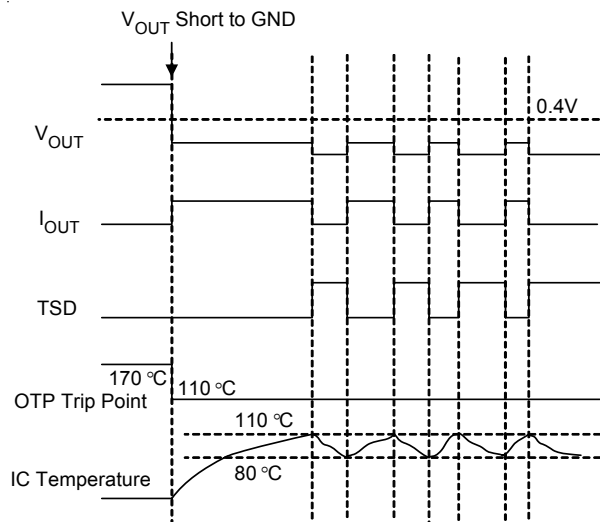 V_OUT Short to GND
0.4V
V_OUT
I_OUT
TSD
170 °C
110 °C
OTP Trip Point
110 °C
80 °C
IC Temperature